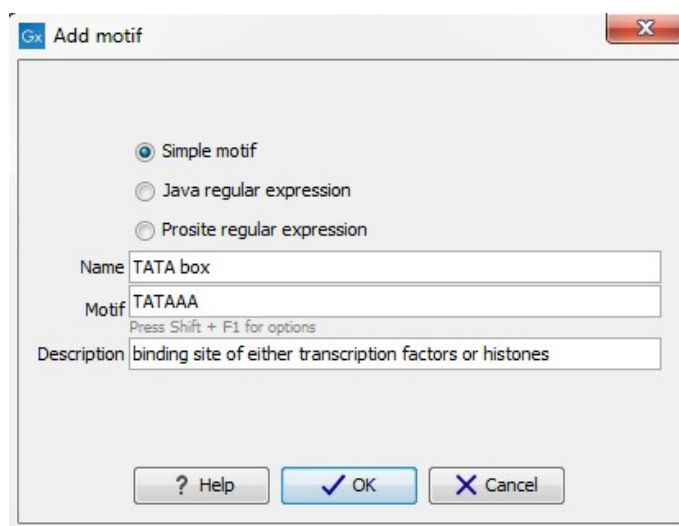 Gx Add motif
X
Simple motif
Java regular expression
Prosite regular expression
Name TATA box
Motif TATAAA
Press Shift + F1 for options
Description binding site of either transcription factors or histones
? Help OK Cancel